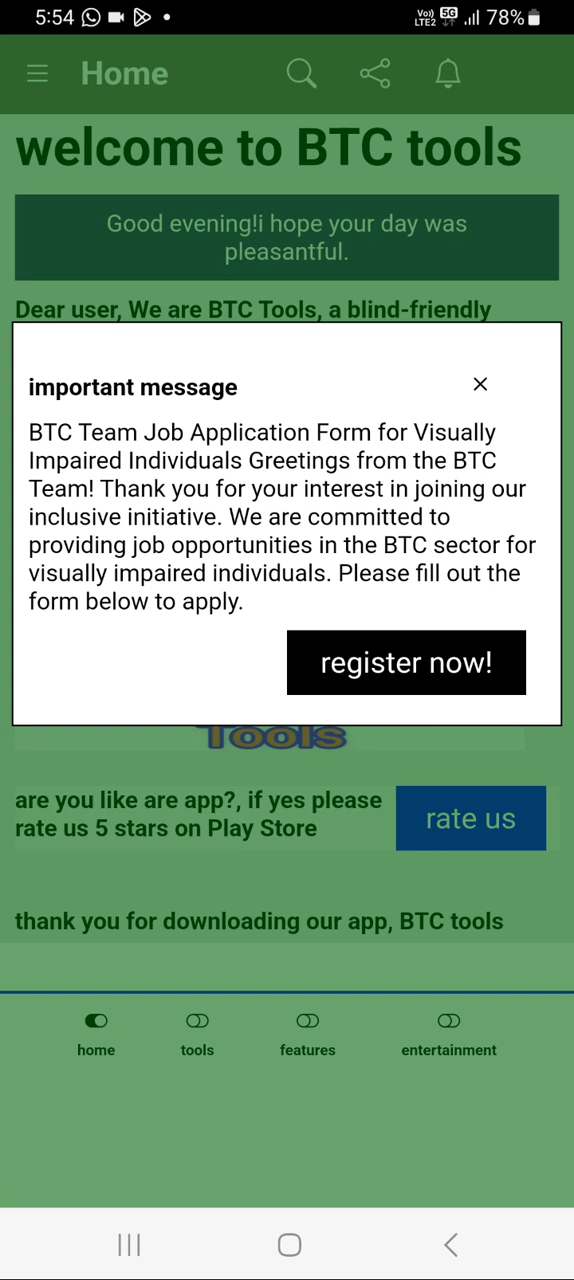 5:54
Vo)) LTE2 5G 78%
Home
welcome to BTC tools
Good evening!i hope your day was
pleasantful.
Dear user, We are BTC Tools, a blind-friendly
important message
BTC Team Job Application Form for Visually
Impaired Individuals Greetings from the BTC
Team! Thank you for your interest in joining our
inclusive initiative. We are committed to
providing job opportunities in the BTC sector for
visually impaired individuals. Please fill out the
form below to apply.
register now!
Tools
are you like are app?, if yes please
rate us 5 stars on Play Store
rate us
thank you for downloading our app, BTC tools
home tools features entertainment